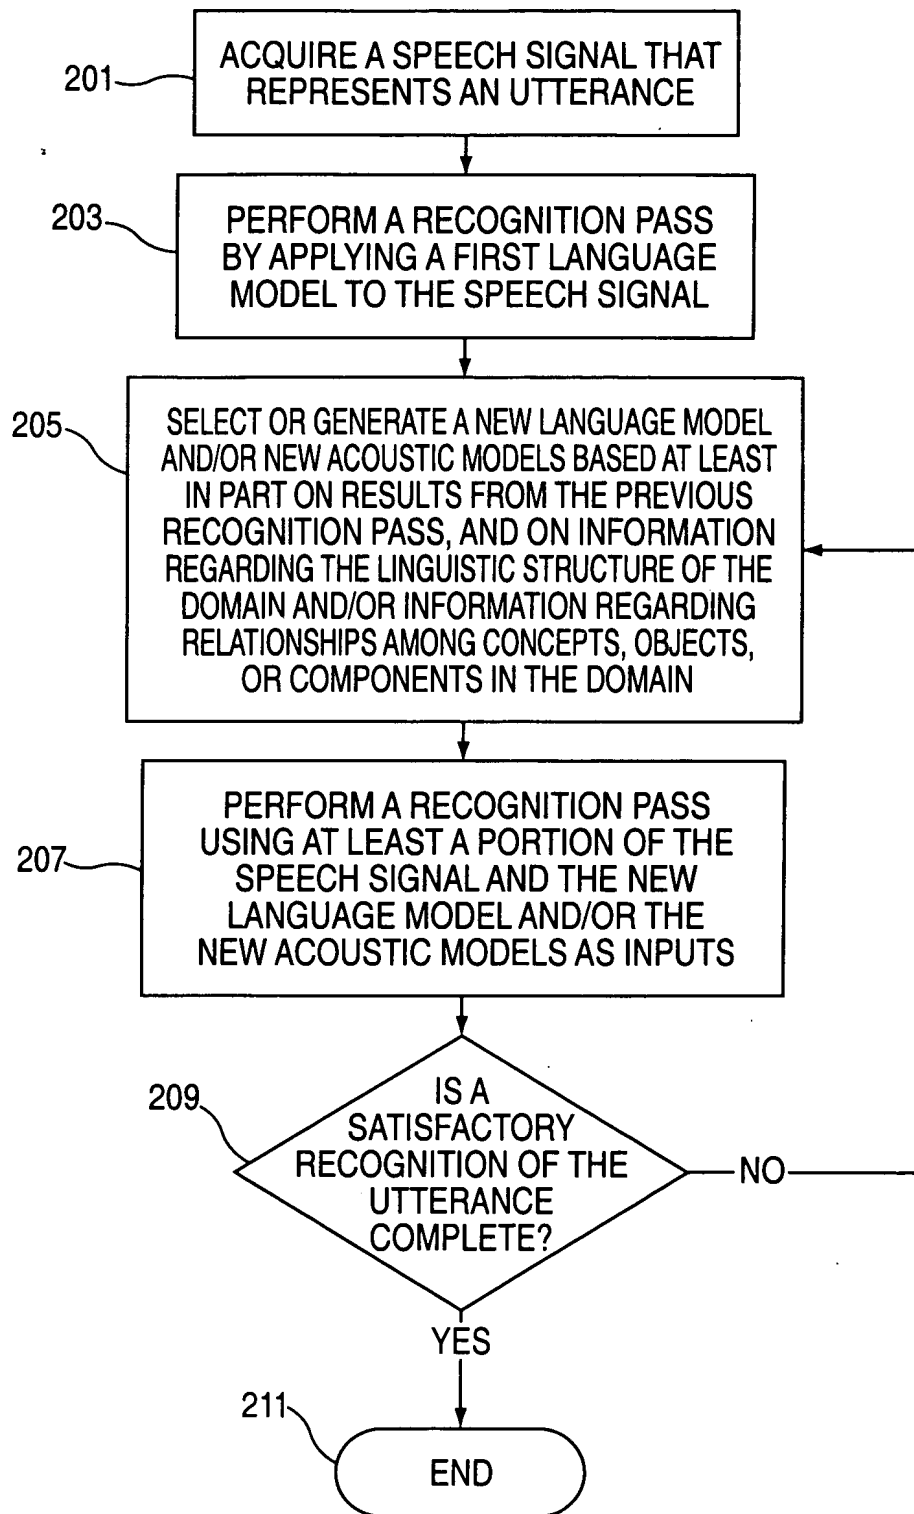 201
ACQUIRE A SPEECH SIGNAL THAT
REPRESENTS AN UTTERANCE
203
PERFORM A RECOGNITION PASS
BY APPLYING A FIRST LANGUAGE
MODEL TO THE SPEECH SIGNAL
205
SELECT OR GENERATE A NEW LANGUAGE MODEL
AND/OR NEW ACOUSTIC MODELS BASED AT LEAST
IN PART ON RESULTS FROM THE PREVIOUS
RECOGNITION PASS, AND ON INFORMATION
REGARDING THE LINGUISTIC STRUCTURE OF THE
DOMAIN AND/OR INFORMATION REGARDING
RELATIONSHIPS AMONG CONCEPTS, OBJECTS,
OR COMPONENTS IN THE DOMAIN
207
PERFORM A RECOGNITION PASS
USING AT LEAST A PORTION OF THE
SPEECH SIGNAL AND THE NEW
LANGUAGE MODEL AND/OR THE
NEW ACOUSTIC MODELS AS INPUTS
209
IS A
SATISFACTORY
RECOGNITION OF THE
UTTERANCE
COMPLETE?
NO
YES
211
END